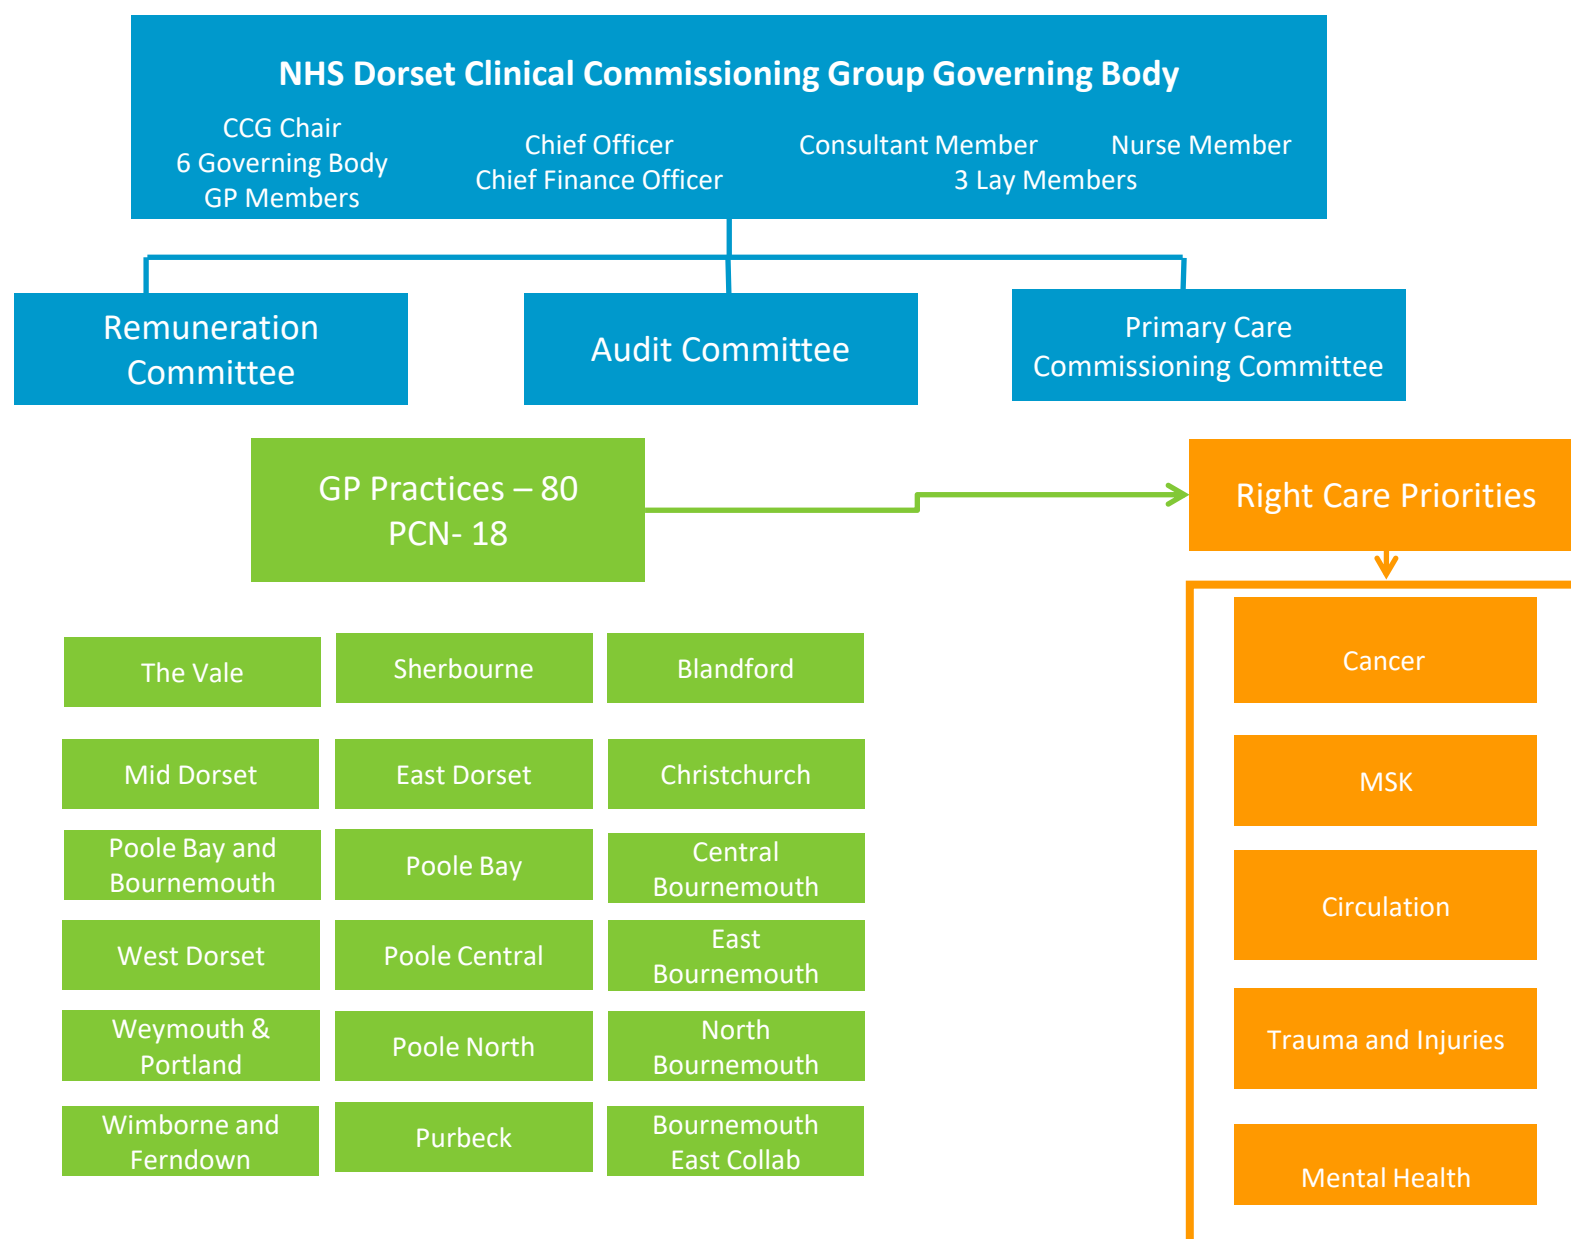 NHS Dorset Clinical Commissioning Group Governing Body
CCG Chair
6 Governing Body
GP Members
Chief Officer
Chief Finance Officer
Consultant Member Nurse Member
3 Lay Members
Remuneration
Committee
Audit Committee
Primary Care
Commissioning Committee
GP Practices – 80
PCN- 18
Right Care Priorities
The Vale
Sherbourne
Blandford
Mid Dorset
East Dorset
Christchurch
Poole Bay and
Bournemouth
Poole Bay
Central
Bournemouth
West Dorset
Poole Central
East
Bournemouth
Weymouth &
Portland
Poole North
North
Bournemouth
Wimborne and
Ferndown
Purbeck
Bournemouth
East Collab
Cancer
MSK
Circulation
Trauma and Injuries
Mental Health